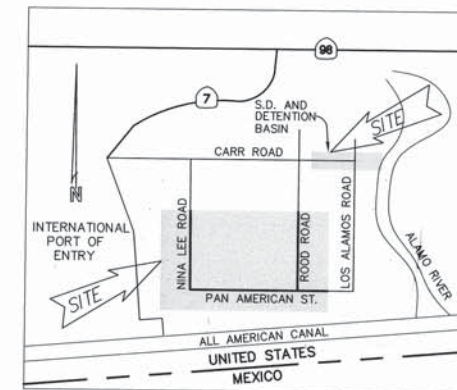 98
7
S.D. AND
DETENTION
BASIN
SITE
CARR ROAD
N
INTERNATIONAL
PORT OF
ENTRY
NINA LEE ROAD
ROOD ROAD
LOS ALAMOS ROAD
ALAMO RIVER
SITE
PAN AMERICAN ST.
ALL AMERICAN CANAL
UNITED STATES
MEXICO